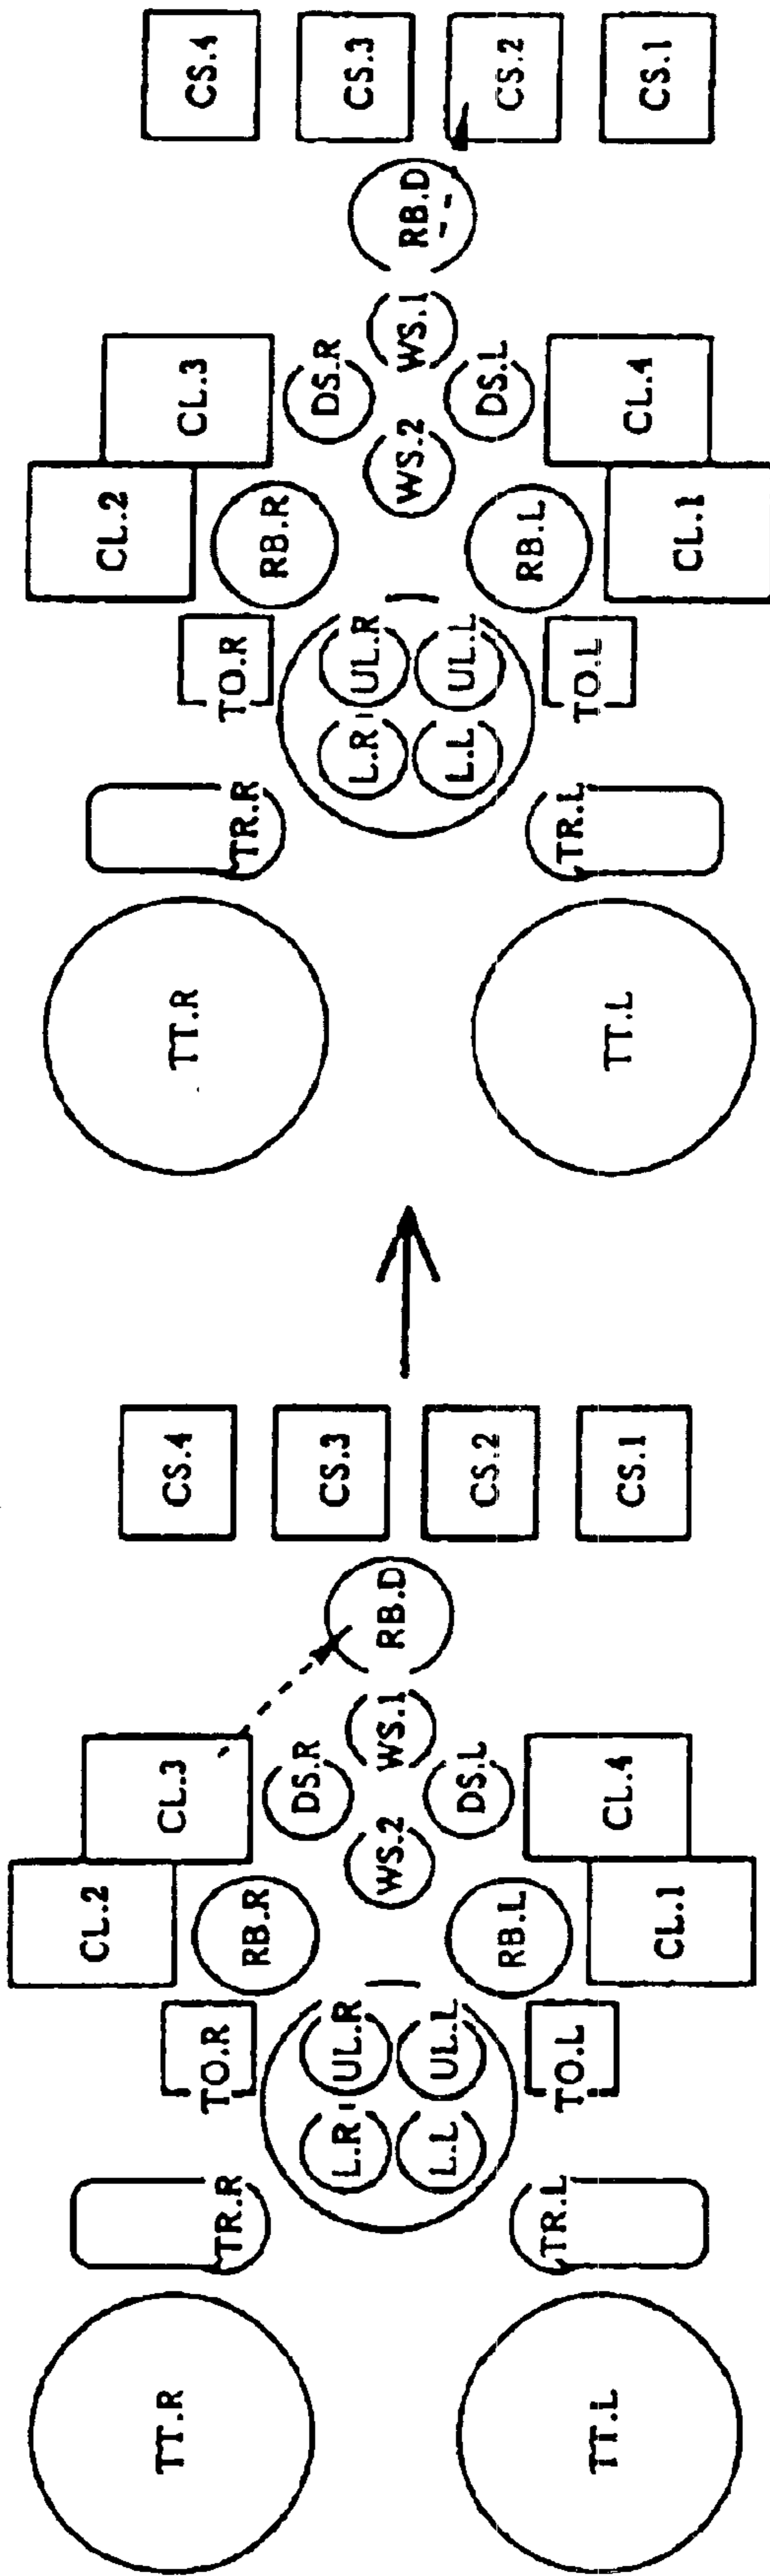 TT.R
TT.L
TR.R
TR.L
L.R
UL.R
L.L
UL.L
TO.R
TO.L
RB.R
RB.L
CL.2
CL.3
CL.1
CL.4
WS.2
DS.R
DS.L
WS.1
RB.D
CS.4
CS.3
CS.2
CS.1
TT.R
TT.L
TR.R
TR.L
L.R
UL.R
L.L
UL.L
TO.R
TO.L
RB.R
RB.L
CL.2
CL.3
CL.1
CL.4
WS.2
DS.R
DS.L
WS.1
RB.D
CS.4
CS.3
CS.2
CS.1